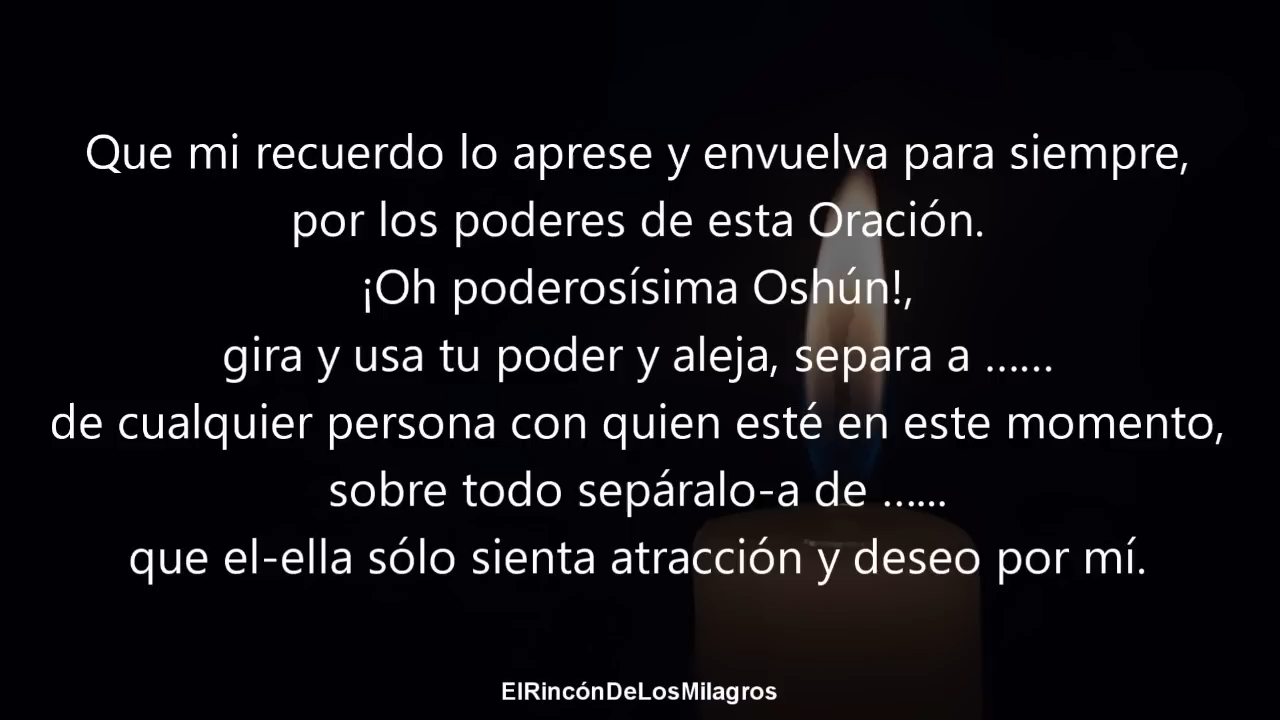 Que mi recuerdo lo aprese y envuelva para siempre,
por los poderes de esta Oración.
¡Oh poderosísima Oshún!,
gira y usa tu poder y aleja, separa a ......
de cualquier persona con quien esté en este momento,
sobre todo sepáralo-a de ......
que el-ella sólo sienta atracción y deseo por mí.
ElRincónDeLosMilagros